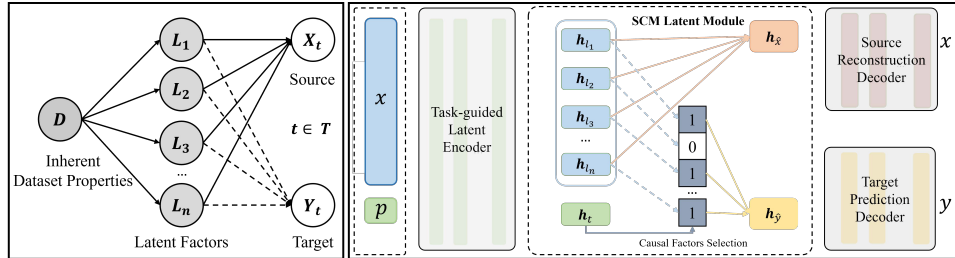 D
Inherent
Dataset Properties
L1
L2
L3
...
Ln
Latent Factors
Xt
Source
t ∈ T
Yt
Target
x
p
Task-guided
Latent
Encoder
SCM Latent Module
hl1
hl2
hl3
...
hln
ht
1
0
1
...
1
Causal Factors Selection
hx̂
hŷ
Source
Reconstruction
Decoder
x
Target
Prediction
Decoder
y